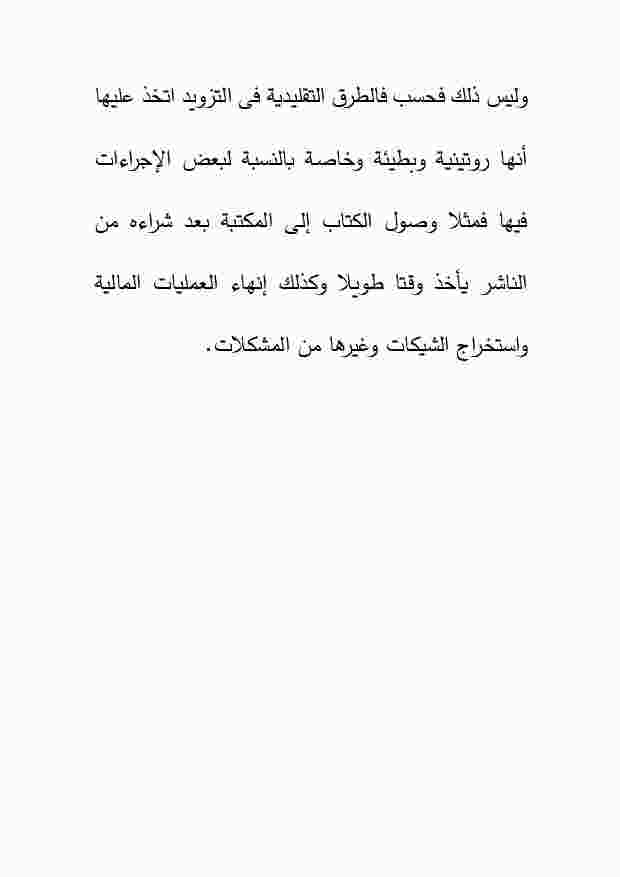 وليس ذلك فحسب فالطرق التقليدية فى التزويد اتخذ عليها
أنها روتينية وبطيئة وخاصة بالنسبة لبعض الإجراءات
فيها فمثلا وصول الكتاب إلى المكتبة بعد شراءه من
الناشر يأخذ وقتا طويلا وكذلك إنهاء العمليات المالية
واستخراج الشيكات وغيرها من المشكلات.